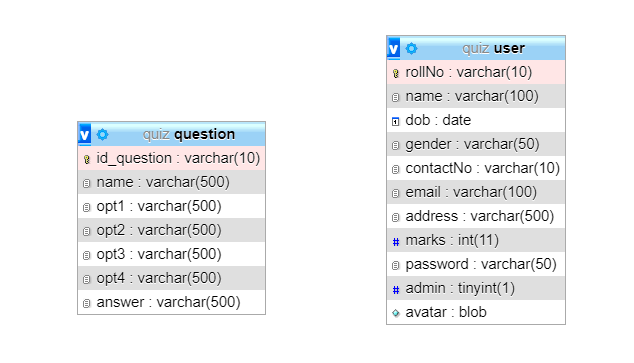 v quiz question
id_question : varchar(10)
name : varchar(500)
opt1 : varchar(500)
opt2 : varchar(500)
opt3 : varchar(500)
opt4 : varchar(500)
answer : varchar(500)
v quiz user
rollNo : varchar(10)
name : varchar(100)
dob : date
gender : varchar(50)
contactNo : varchar(10)
email : varchar(100)
address : varchar(500)
# marks : int(11)
password : varchar(50)
# admin : tinyint(1)
avatar : blob